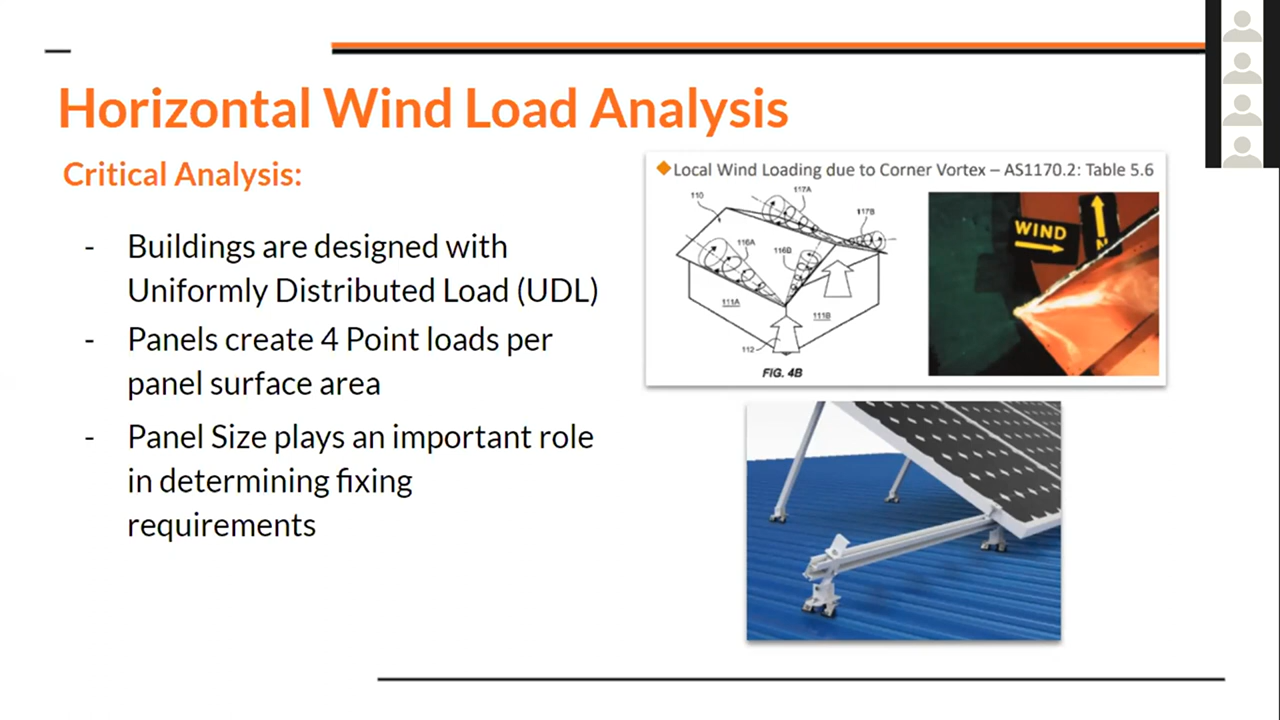 Horizontal Wind Load Analysis
Critical Analysis:
- Buildings are designed with
Uniformly Distributed Load (UDL)
- Panels create 4 Point loads per
panel surface area
- Panel Size plays an important role
in determining fixing
requirements
Local Wind Loading due to Corner Vortex – AS1170.2: Table 5.6
117A
110
117B
116A
116B
111A
111B
112
FIG. 4B
WIND
N